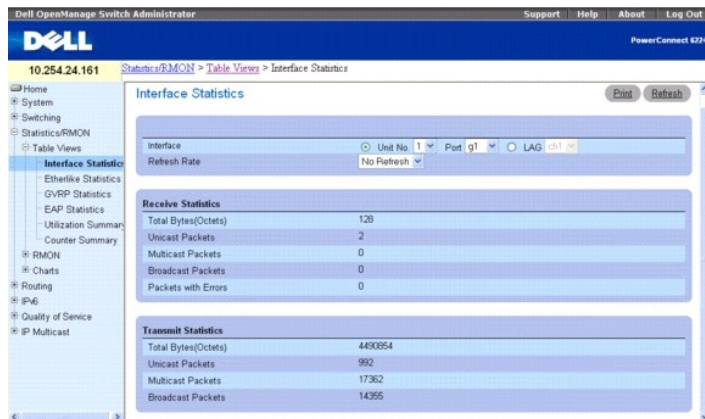 Dell OpenManage Switch Administrator
Support Help About Log Out
DELL
PowerConnect 622
10.254.24.161
Statistics/RMON > Table Views > Interface Statistics
Home
System
Switching
Statistics/RMON
Table Views
Interface Statistics
Etherlike Statistics
GVRP Statistics
EAP Statistics
Utilization Summary
Counter Summary
RMON
Charts
Routing
IPv6
Quality of Service
IP Multicast
Interface Statistics
Print Refresh
Interface Unit No. 1 Port g1 LAG ch1
Refresh Rate No Refresh
Receive Statistics
Total Bytes(Octets) 128
Unicast Packets 2
Multicast Packets 0
Broadcast Packets 0
Packets with Errors 0
Transmit Statistics
Total Bytes(Octets) 4490854
Unicast Packets 992
Multicast Packets 17362
Broadcast Packets 14355